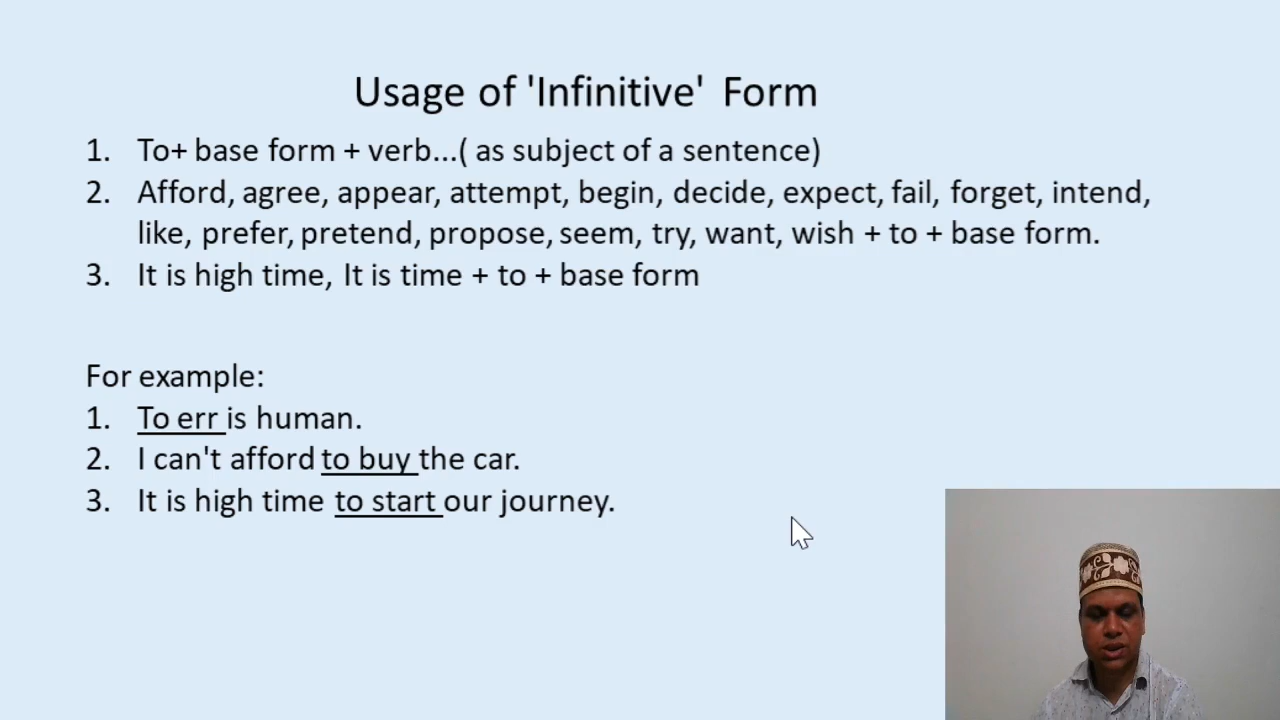 Usage of 'Infinitive' Form
1. To+ base form + verb...( as subject of a sentence)
2. Afford, agree, appear, attempt, begin, decide, expect, fail, forget, intend,
like, prefer, pretend, propose, seem, try, want, wish + to + base form.
3. It is high time, It is time + to + base form
For example:
1. To err is human.
2. I can't afford to buy the car.
3. It is high time to start our journey.